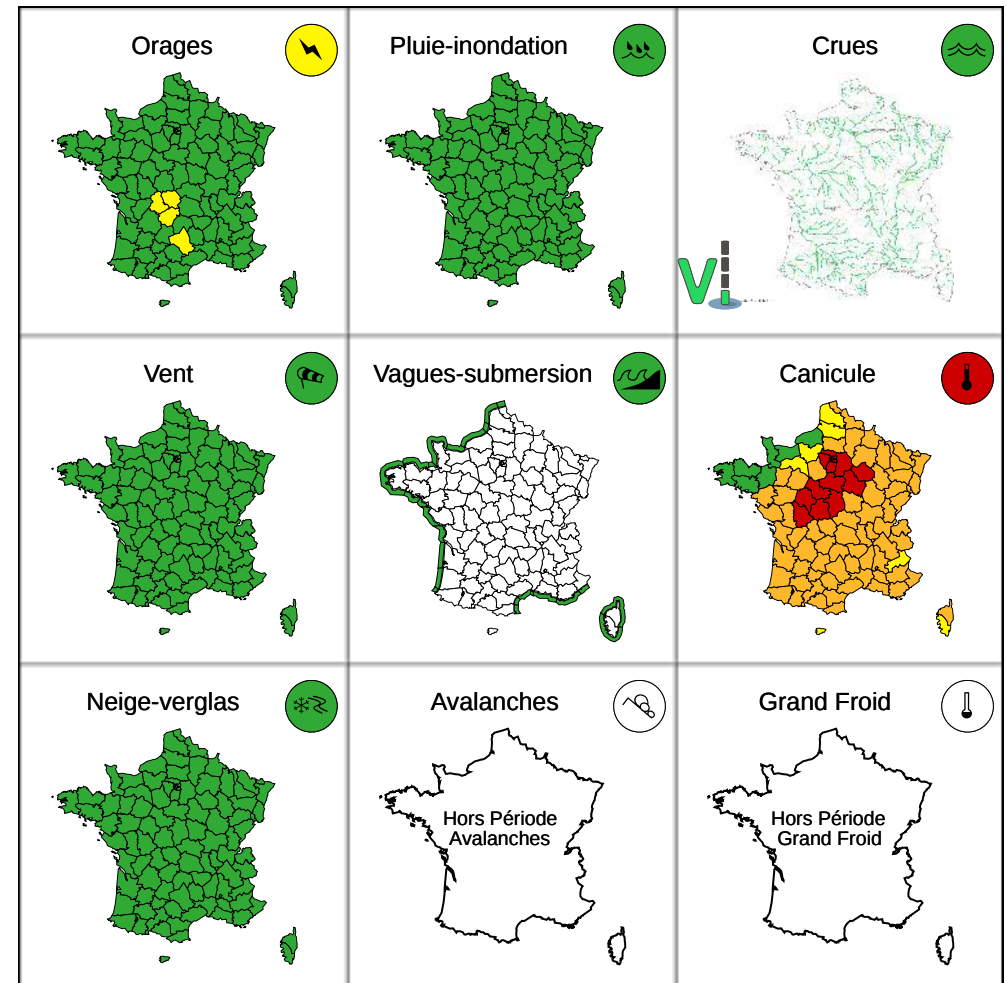 Orages
Pluie-inondation
Crues
Vent
Vagues-submersion
Canicule
Neige-verglas
Avalanches
Grand Froid
Hors Période
Avalanches
Hors Période
Grand Froid